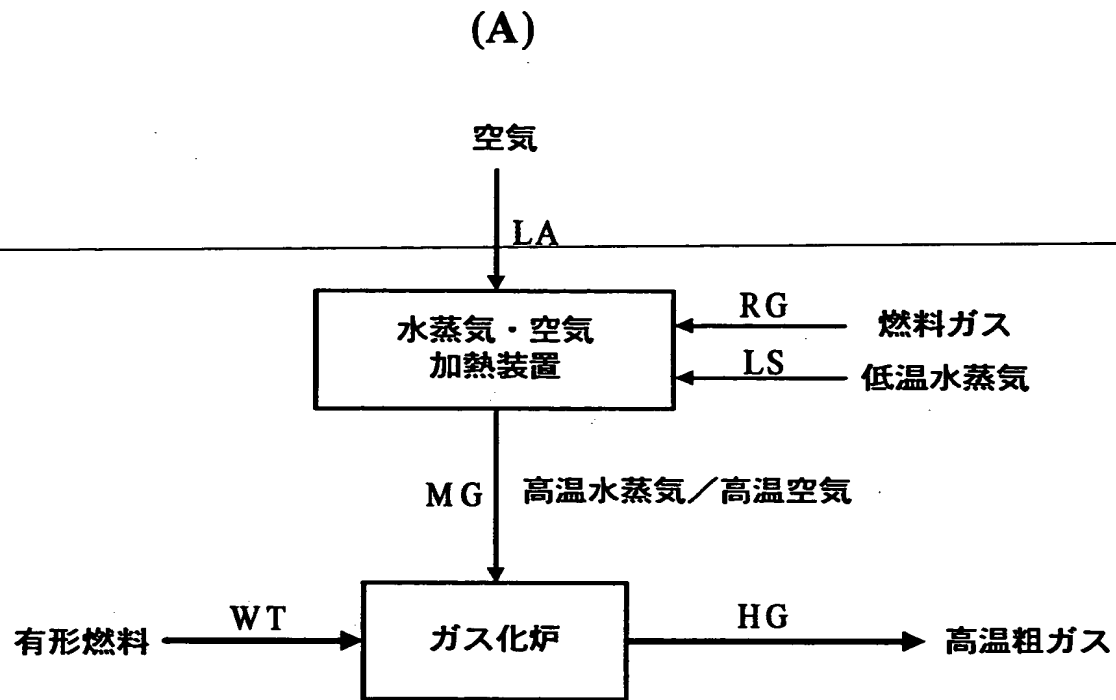 (A)
空気
LA
水蒸気・空気
加熱装置
RG
燃料ガス
LS
低温水蒸気
MG
高温水蒸気／高温空気
有形燃料
WT
ガス化炉
HG
高温粗ガス